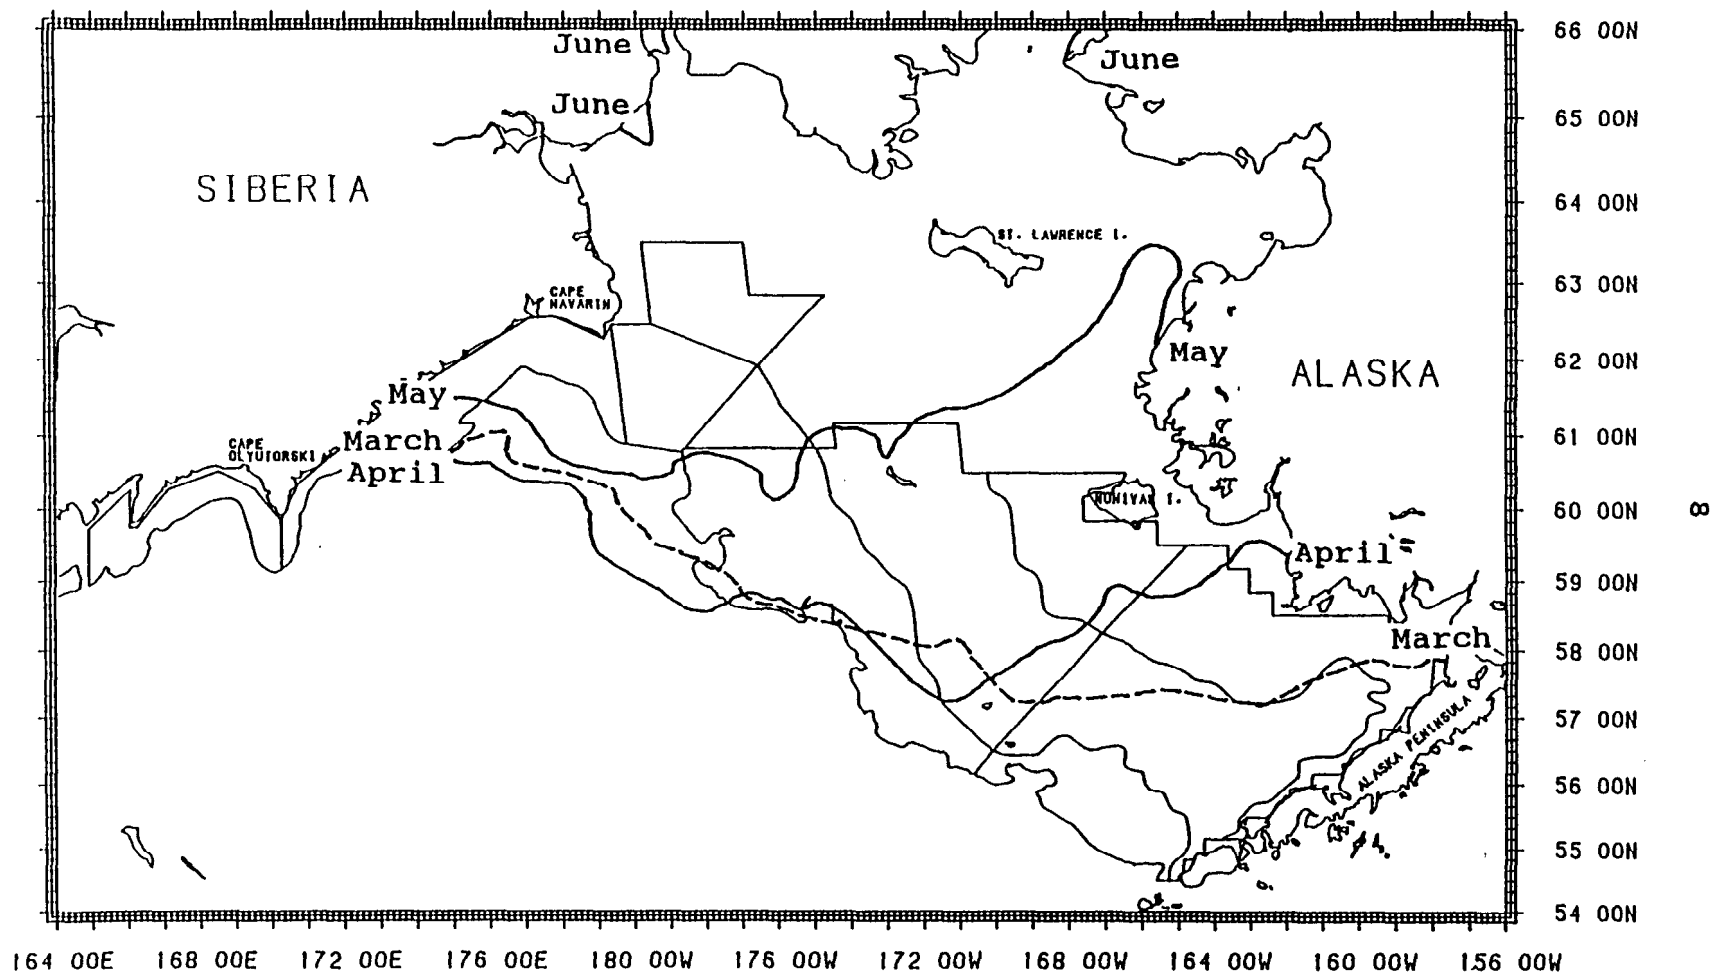 June
June
June
SIBERIA
ST. LAWRENCE I.
CAPE
NAVARIN
May
ALASKA
May
CAPE
OLYUTORSKI
March
April
NUNIVAK I.
April
March
ALASKA PENINSULA
66 00N
65 00N
64 00N
63 00N
62 00N
61 00N
60 00N
59 00N
58 00N
57 00N
56 00N
55 00N
54 00N
164 00E 168 00E 172 00E 176 00E 180 00W 176 00W 172 00W 168 00W 164 00W 160 00W 156 00W
8